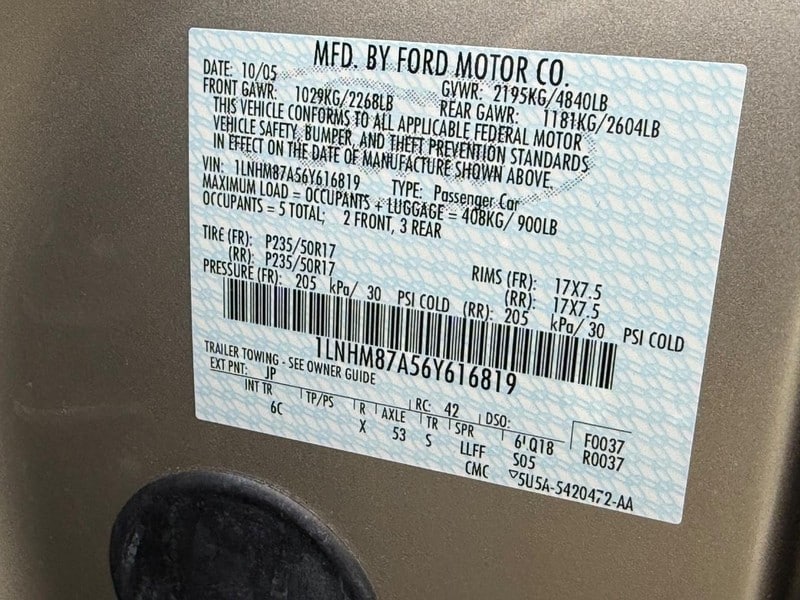 MFD. BY FORD MOTOR CO.
DATE: 10/05 GVWR: 2195KG/4840LB
FRONT GAWR: 1029KG/2268LB REAR GAWR: 1181KG/2604LB
THIS VEHICLE CONFORMS TO ALL APPLICABLE FEDERAL MOTOR
VEHICLE SAFETY, BUMPER, AND THEFT PREVENTION STANDARDS
IN EFFECT ON THE DATE OF MANUFACTURE SHOWN ABOVE.
VIN: 1LNHM87A56Y616819 TYPE: Passenger Car
MAXIMUM LOAD = OCCUPANTS + LUGGAGE = 408KG/ 900LB
OCCUPANTS = 5 TOTAL; 2 FRONT, 3 REAR
TIRE (FR): P235/50R17 RIMS (FR): 17X7.5
(RR): P235/50R17 (RR): 17X7.5
PRESSURE (FR): 205 kPa/ 30 PSI COLD (RR): 205 kPa/ 30 PSI COLD
1LNHM87A56Y616819
TRAILER TOWING - SEE OWNER GUIDE
EXT PNT: JP RC: 42 DSO: F0037
INT TR TP/PS R AXLE TR SPR 6 Q18 R0037
6C X 53 S LLFF S05
CMC ▽5U5A-5420472-AA